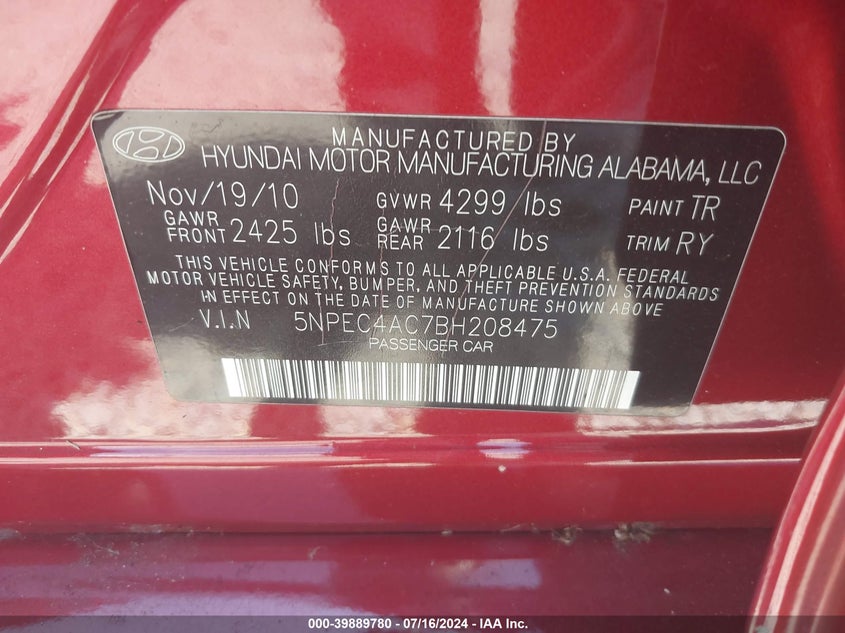 MANUFACTURED BY
HYUNDAI MOTOR MANUFACTURING ALABAMA, LLC
Nov/19/10 GVWR 4299 lbs PAINT TR
GAWR FRONT 2425 lbs GAWR REAR 2116 lbs TRIM RY
THIS VEHICLE CONFORMS TO ALL APPLICABLE U.S.A. FEDERAL
MOTOR VEHICLE SAFETY, BUMPER, AND THEFT PREVENTION STANDARDS
IN EFFECT ON THE DATE OF MANUFACTURE SHOWN ABOVE.
V.I.N 5NPEC4AC7BH208475
PASSENGER CAR
000-39889780 - 07/16/2024 - IAA Inc.